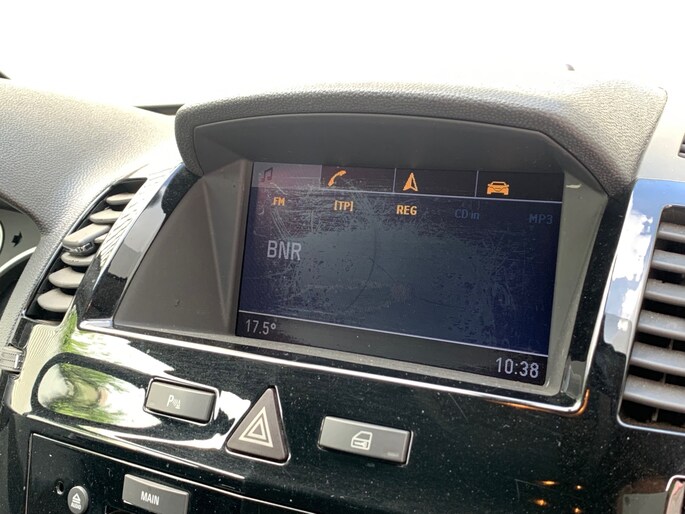 FM [TP] REG CD in MP3
BNR
17.5°
10:38
P
MAIN